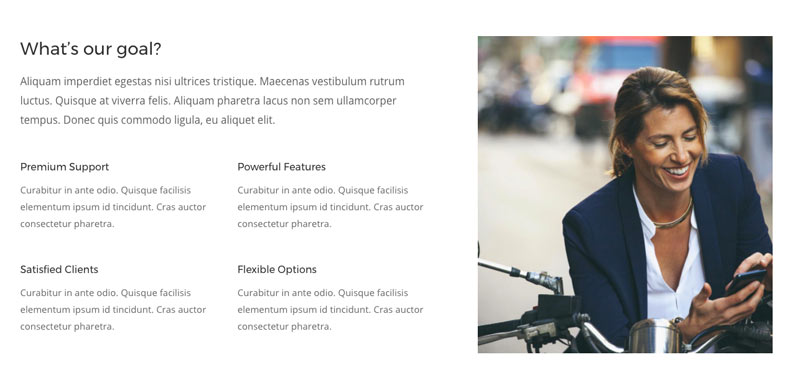 What's our goal?
Aliquam imperdiet egestas nisi ultrices tristique. Maecenas vestibulum rutrum
luctus. Quisque at viverra felis. Aliquam pharetra lacus non sem ullamcorper
tempus. Donec quis commodo ligula, eu aliquet elit.
Premium Support
Curabitur in ante odio. Quisque facilisis
elementum ipsum id tincidunt. Cras auctor
consectetur pharetra.
Powerful Features
Curabitur in ante odio. Quisque facilisis
elementum ipsum id tincidunt. Cras auctor
consectetur pharetra.
Satisfied Clients
Curabitur in ante odio. Quisque facilisis
elementum ipsum id tincidunt. Cras auctor
consectetur pharetra.
Flexible Options
Curabitur in ante odio. Quisque facilisis
elementum ipsum id tincidunt. Cras auctor
consectetur pharetra.